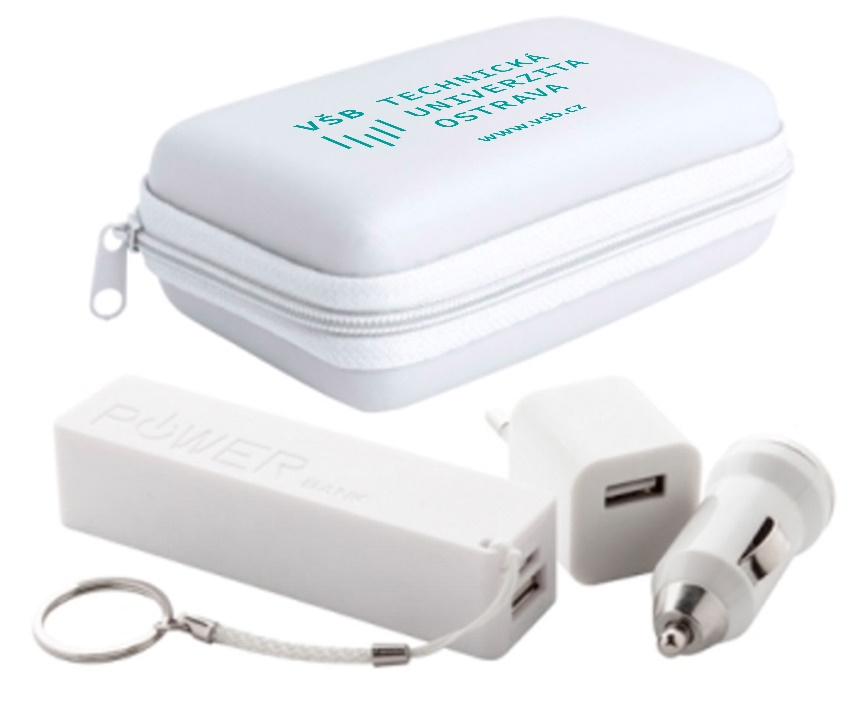 VŠB TECHNICKÁ
UNIVERZITA
OSTRAVA
www.vsb.cz
POWER
BANK